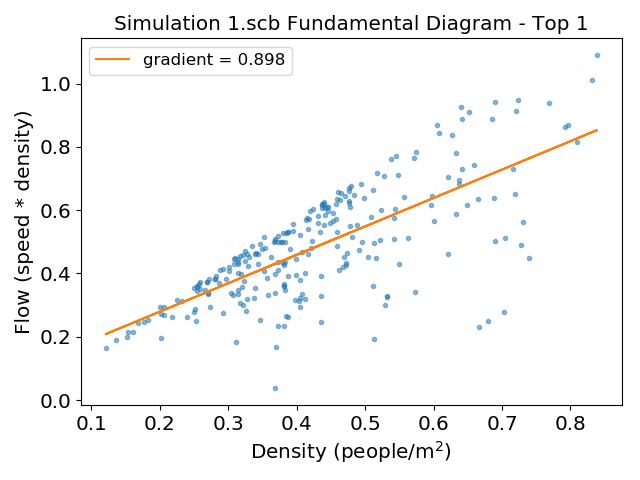 Simulation 1.scb Fundamental Diagram - Top 1
gradient = 0.898
Flow (speed * density)
1.0
0.8
0.6
0.4
0.2
0.0
0.1 0.2 0.3 0.4 0.5 0.6 0.7 0.8
Density (people/m²)